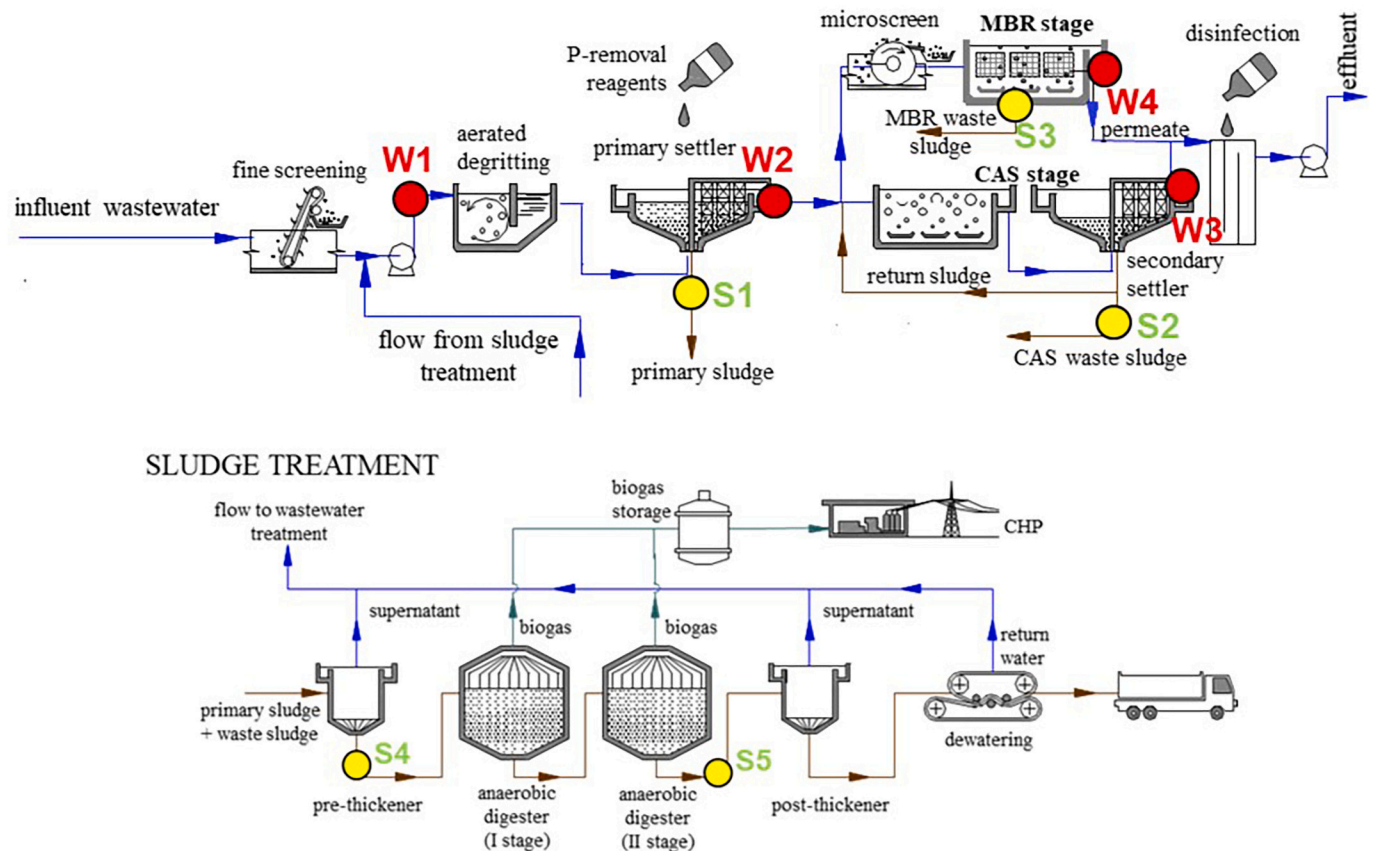 microscreen
MBR stage
disinfection
effluent
P-removal
reagents
W4
MBR waste
sludge
S3
permeate
aerated
degritting
primary settler
W1
W2
fine screening
CAS stage
influent wastewater
W3
return sludge
secondary
settler
S1
S2
flow from sludge
treatment
primary sludge
CAS waste sludge
SLUDGE TREATMENT
flow to wastewater
treatment
biogas
storage
CHP
supernatant
biogas
biogas
supernatant
return
water
primary sludge
+ waste sludge
S4
S5
dewatering
pre-thickener
anaerobic
digester
(I stage)
anaerobic
digester
(II stage)
post-thickener